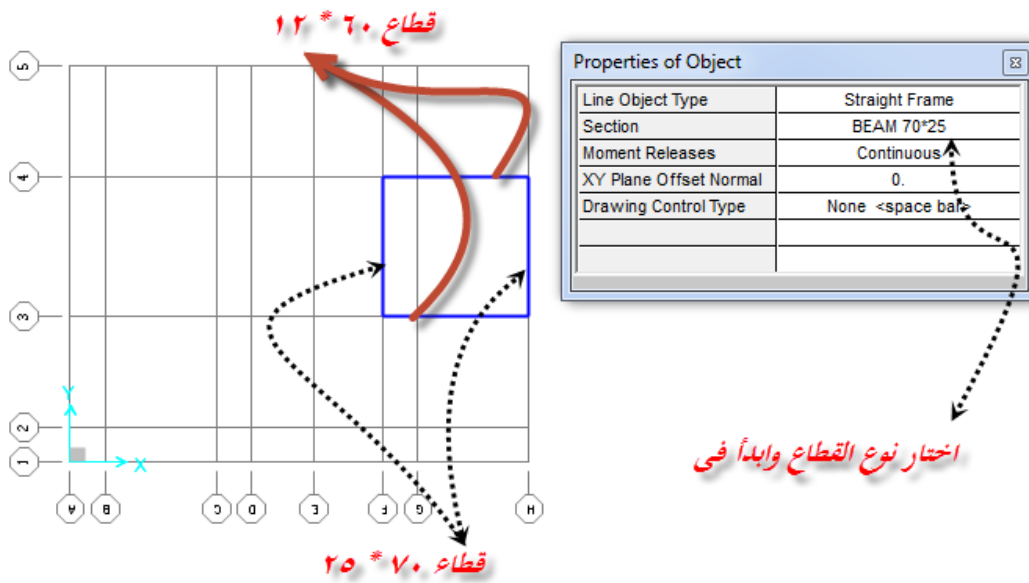 قطاع ٦٠ * ١٢
5
4
3
2
1
Y
X
A
B
C
D
E
F
G
H
قطاع ٧٠ * ٢٥
Properties of Object
Line Object Type Straight Frame
Section BEAM 70*25
Moment Releases Continuous
XY Plane Offset Normal 0.
Drawing Control Type None <space bar>
اختار نوع القطاع وابدأ فى